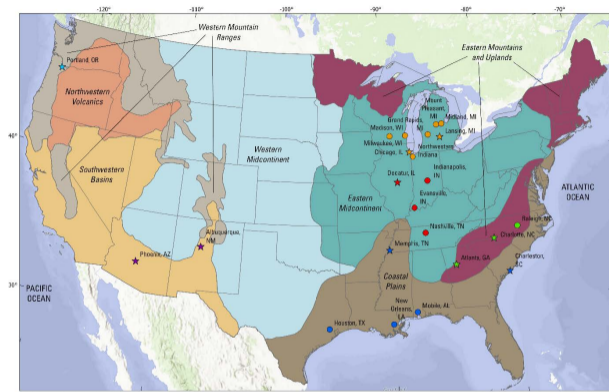 -120°
-110°
-100°
-90°
-80°
-70°
Western Mountain
Ranges
Eastern Mountains
and Uplands
Portland, OR
Northwestern
Volcanics
Mount
Pleasant,
MI
Midland, MI
Grand Rapids,
MI
Madison, WI
Lansing, MI
40°
Milwaukee, WI
Northwestern
Indiana
Chicago, IL
Western
Midcontinent
Southwestern
Basins
Indianapolis,
IN
Decatur, IL
ATLANTIC
OCEAN
Evansville,
IN
Eastern
Midcontinent
Raleigh, NC
Nashville, TN
Charlotte, NC
Albuquerque,
NM
Memphis, TN
Phoenix, AZ
Atlanta, GA
Charleston,
SC
Coastal
Plains
30°
PACIFIC
OCEAN
New
Orleans,
LA
Mobile, AL
Houston, TX